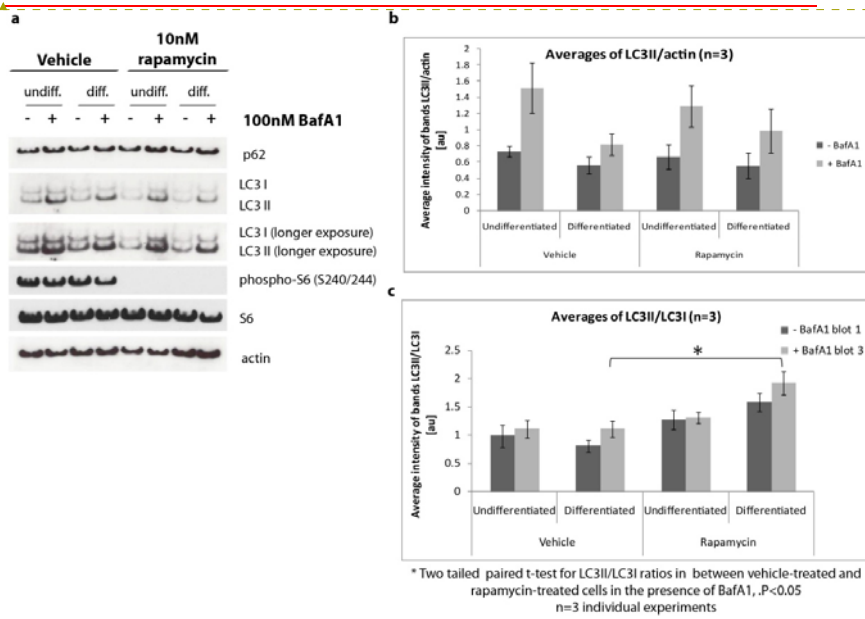 a
10nM
Vehicle rapamycin
undiff. diff. undiff. diff.
- + - + - + - + 100nM BafA1
p62
LC3 I
LC3 II
LC3 I (longer exposure)
LC3 II (longer exposure)
phospho-S6 (S240/244)
S6
actin
b
Averages of LC3II/actin (n=3)
Average intensity of bands LC3II/actin
[au]
2
1.8
1.6
1.4
1.2
1
0.8
0.6
0.4
0.2
0
- BafA1
+ BafA1
Undifferentiated Differentiated Undifferentiated Differentiated
Vehicle Rapamycin
c
Averages of LC3II/LC3I (n=3)
- BafA1 blot 1
+ BafA1 blot 3
Average intensity of bands LC3II/LC3I
[au]
2.5
2
1.5
1
0.5
0
*
Undifferentiated Differentiated Undifferentiated Differentiated
Vehicle Rapamycin
* Two tailed paired t-test for LC3II/LC3I ratios in between vehicle-treated and
rapamycin-treated cells in the presence of BafA1, .P<0.05
n=3 individual experiments